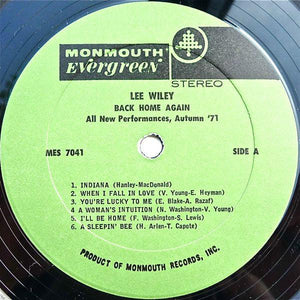 MONMOUTH
Evergreen
STEREO
LEE WILEY
BACK HOME AGAIN
All New Performances, Autumn '71
MES 7041 SIDE A
1. INDIANA (Hanley-MacDonald)
2. WHEN I FALL IN LOVE (V. Young-E. Heyman)
3. YOU'RE LUCKY TO ME (E. Blake-A. Razaf)
4 A WOMAN'S INTUITION (N. Washington-V. Young)
5. I'LL BE HOME (F. Washington-S. Lewis)
6. A SLEEPIN' BEE (H. Arlen-T. Capote)
PRODUCT OF MONMOUTH RECORDS, INC.